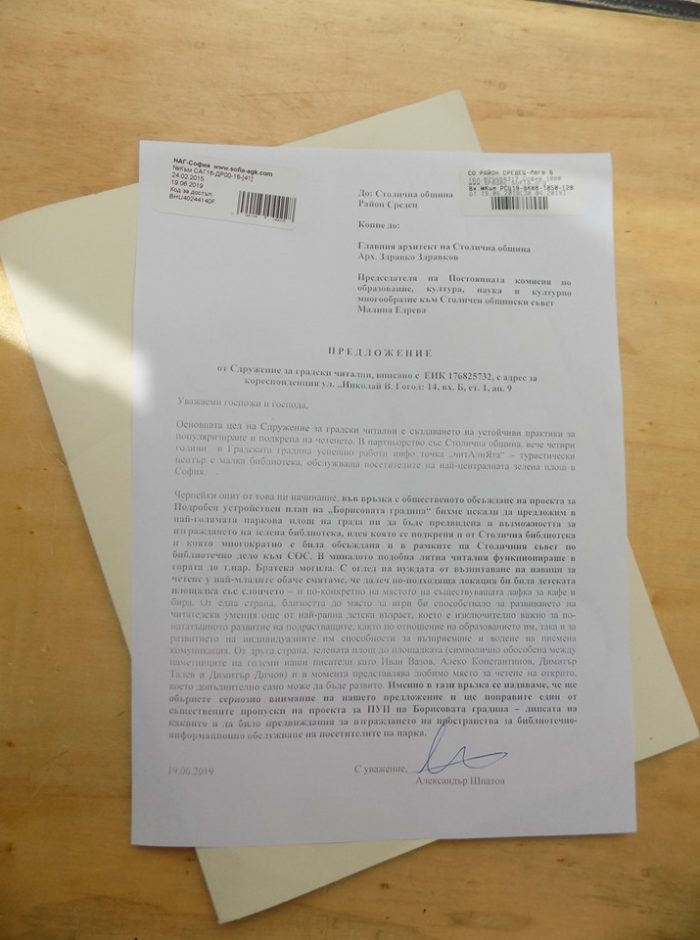 НАГ-София www.sofia-agk.com
№Към САГ16-ДР00-16-[41]
24.02.2015
19.06.2019
Код за достъп:
BHU40244140F
СО РАЙОН СРЕДЕЦ
от 19.06.2019
До: Столична община
Район Средец
Копие до:
Главния архитект на Столична община
Арх. Здравко Здравков
Председателя на Постоянната комисия по
образование, култура, наука и културно
многообразие към Столичен общински съвет
Малина Едрева
ПРЕДЛОЖЕНИЕ
от Сдружение за градски читални, вписано с ЕИК 176825732, с адрес за
кореспонденция ул. „Николай В. Гогол: 14, вх. Б, ет. 1, ап. 9
Уважаеми госпожи и господа,
Основната цел на Сдружение за градски читални е създаването на устойчиви практики за
популяризиране и подкрепа на четенето. В партньорство със Столична община, вече четири
години в Градската градина успешно работи инфо точка „читАлнЯта“ – туристически
център с малка библиотека, обслужваща посетителите на най-централната зелена площ в
София.
Черпейки опит от това ни начинание, във връзка с общественото обсъждане на проекта за
Подробен устройствен план на „Борисовата градина“ бихме искали да предложим в
най-голямата паркова площ на града ни да бъде предвидена и възможността за
изграждането на зелена библиотека, идея която се подкрепя и от Столична библиотека
и която многократно е била обсъждана и в рамките на Столичния съвет по
библиотечно дело към СОС. В миналото подобна лятна читалня функционираше в
гората до т.нар. Братска могила. С оглед на нуждата от възпитаване на навици за
четене у най-младите обаче смятаме, че далеч по-подходяща локация би била детската
площадка със слончето – и по-конкретно на мястото на съществуващата лафка за кафе и
бира. От една страна, близостта до място за игри би способствало за развиването на
читателски умения още от най-ранна детска възраст, което е изключително важно за по-
нататъшното развитие на подрастващите, както по отношение на образованието им, така и за
развитието на индивидуалните им способности за възприемане и водене на писмена
комуникация. От друга страна, зелената площ до площадката (символично обособена между
паметниците на големи наши писатели като Иван Вазов, Алеко Константинов, Димитър
Талев и Димитър Димов) и в момента представлява любимо място за четене на открито,
което допълнително само може да бъде развито. Именно в тази връзка се надяваме, че ще
обърнете сериозно внимание на нашето предложение и ще поправите един от
съществените пропуски на проекта за ПУП на Борисовата градина – липсата на
каквито и да било предвиждания за изграждането на пространства за библиотечно-
информационно обслужване на посетителите на парка.
19.06.2019
С уважение,
Александър Шпатов